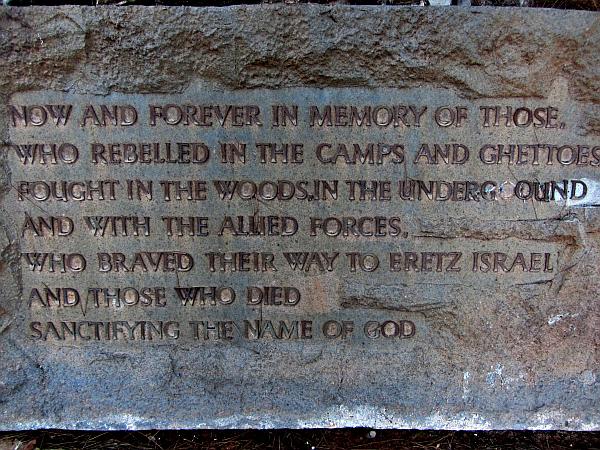 NOW AND FOREVER IN MEMORY OF THOSE,
WHO REBELLED IN THE CAMPS AND GHETTOES
FOUGHT IN THE WOODS, IN THE UNDERGROUND
AND WITH THE ALLIED FORCES,
WHO BRAVED THEIR WAY TO ERETZ ISRAEL
AND THOSE WHO DIED
SANCTIFYING THE NAME OF GOD